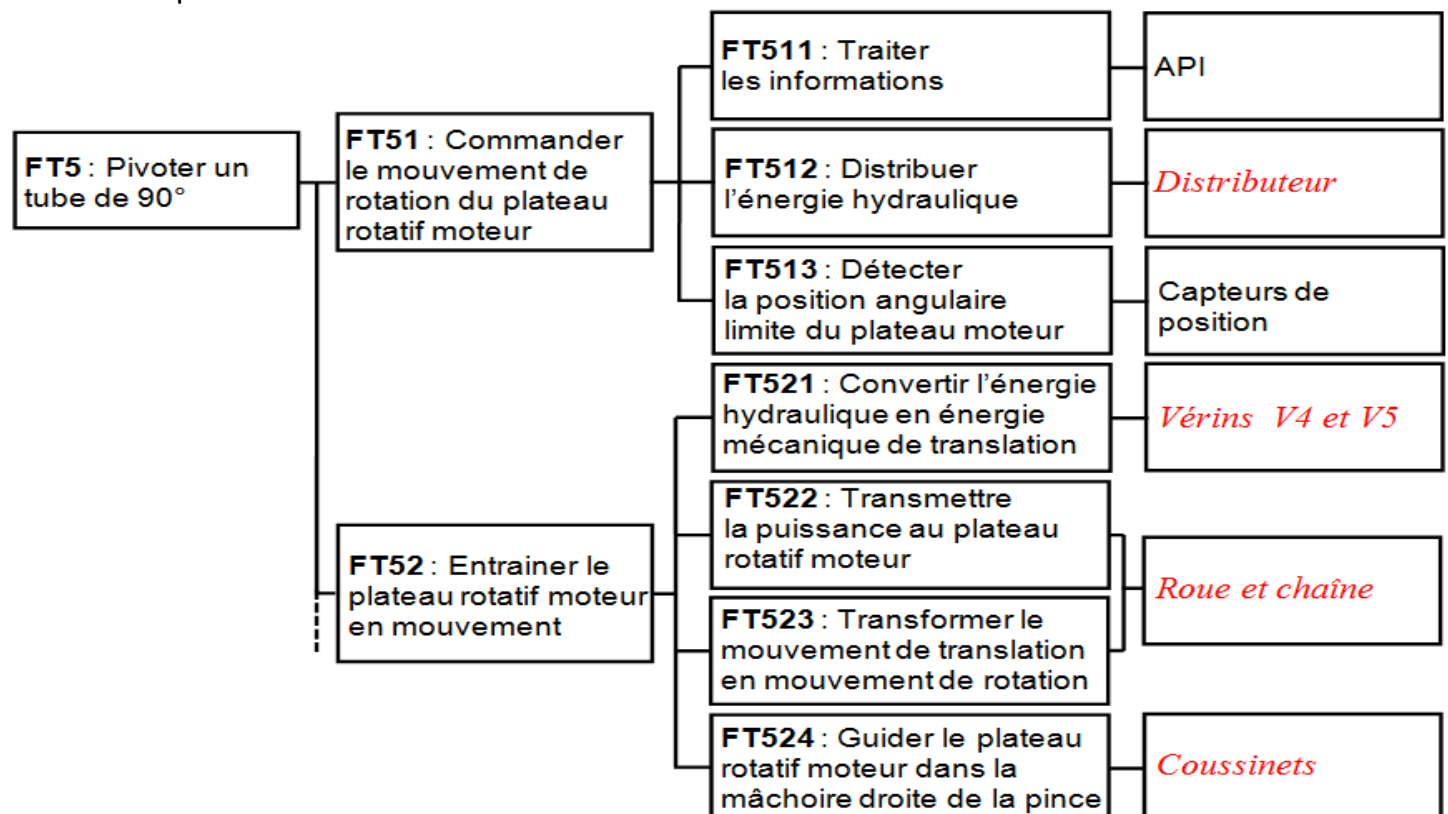 FT5 : Pivoter un
tube de 90°
FT51 : Commander
le mouvement de
rotation du plateau
rotatif moteur
FT511 : Traiter
les informations
API
FT512 : Distribuer
l'énergie hydraulique
Distributeur
FT513 : Détecter
la position angulaire
limite du plateau moteur
Capteurs de
position
FT52 : Entrainer le
plateau rotatif moteur
en mouvement
FT521 : Convertir l'énergie
hydraulique en énergie
mécanique de translation
Vérins V4 et V5
FT522 : Transmettre
la puissance au plateau
rotatif moteur
FT523 : Transformer le
mouvement de translation
en mouvement de rotation
Roue et chaîne
FT524 : Guider le plateau
rotatif moteur dans la
mâchoire droite de la pince
Coussinets